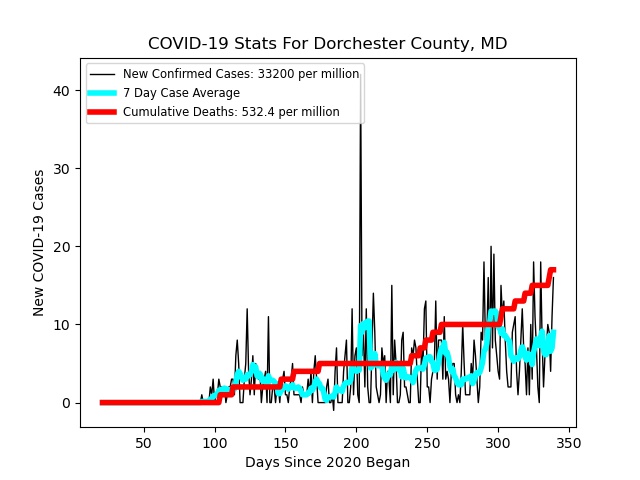 COVID-19 Stats For Dorchester County, MD
New Confirmed Cases: 33200 per million
7 Day Case Average
Cumulative Deaths: 532.4 per million
New COVID-19 Cases
40
30
20
10
0
50
100
150
200
250
300
350
Days Since 2020 Began